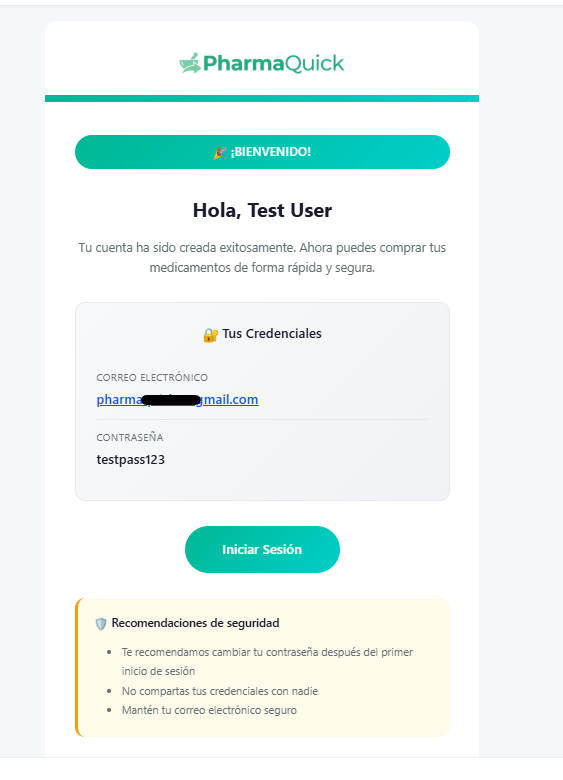 PharmaQuick
¡BIENVENIDO!
Hola, Test User
Tu cuenta ha sido creada exitosamente. Ahora puedes comprar tus
medicamentos de forma rápida y segura.
Tus Credenciales
CORREO ELECTRÓNICO
pharma gmail.com
CONTRASEÑA
testpass123
Iniciar Sesión
Recomendaciones de seguridad
• Te recomendamos cambiar tu contraseña después del primer
inicio de sesión
• No compartas tus credenciales con nadie
• Mantén tu correo electrónico seguro